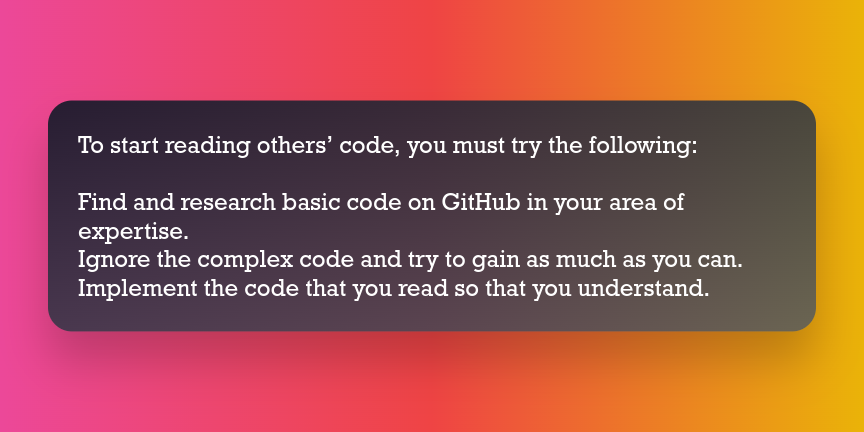 To start reading others’ code, you must try the following:
Find and research basic code on GitHub in your area of
expertise.
Ignore the complex code and try to gain as much as you can.
Implement the code that you read so that you understand.